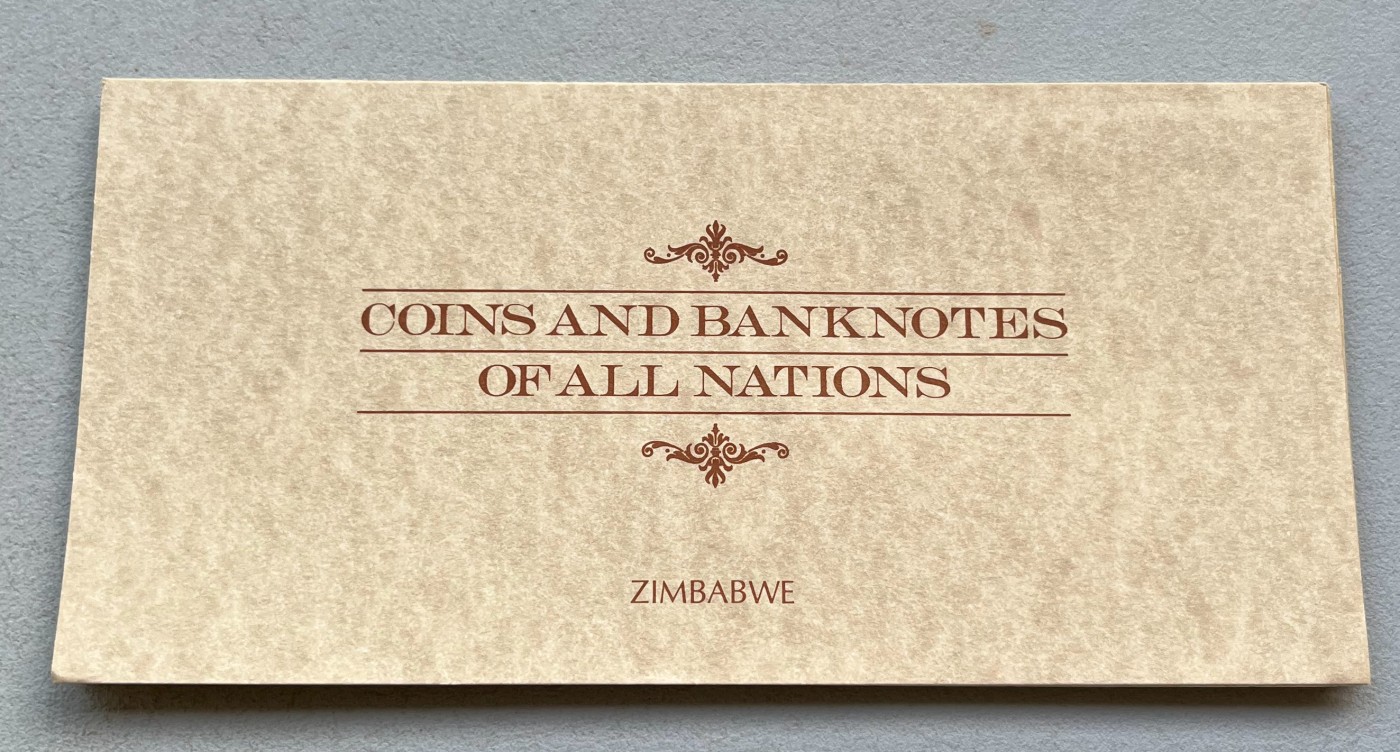 COINS AND BANKNOTES
OF ALL NATIONS
ZIMBABWE